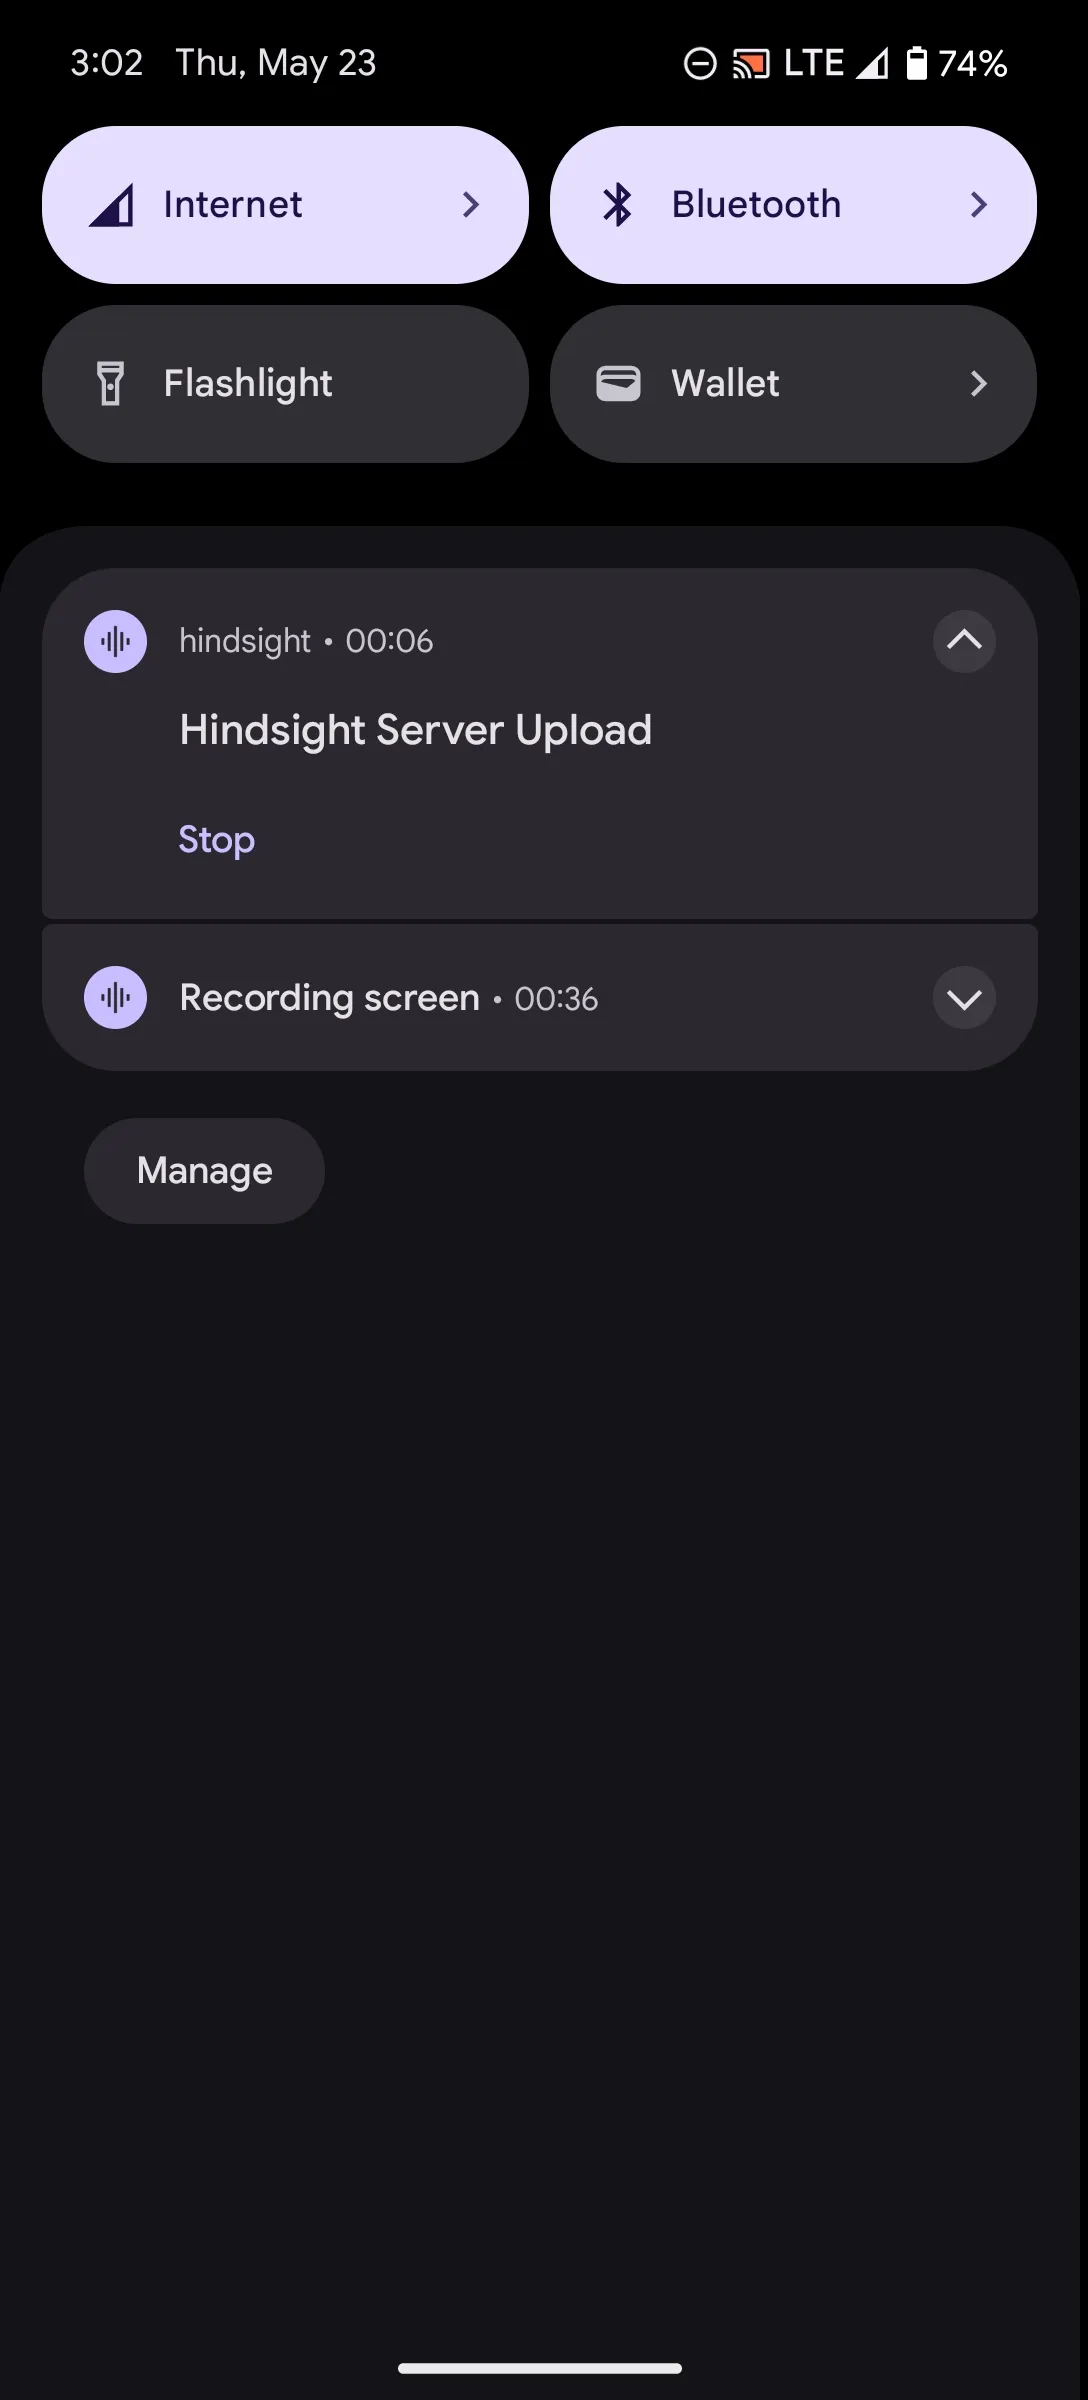 3:02 Thu, May 23 LTE 74%
Internet Bluetooth
Flashlight Wallet
hindsight • 00:06
Hindsight Server Upload
Stop
Recording screen • 00:36
Manage